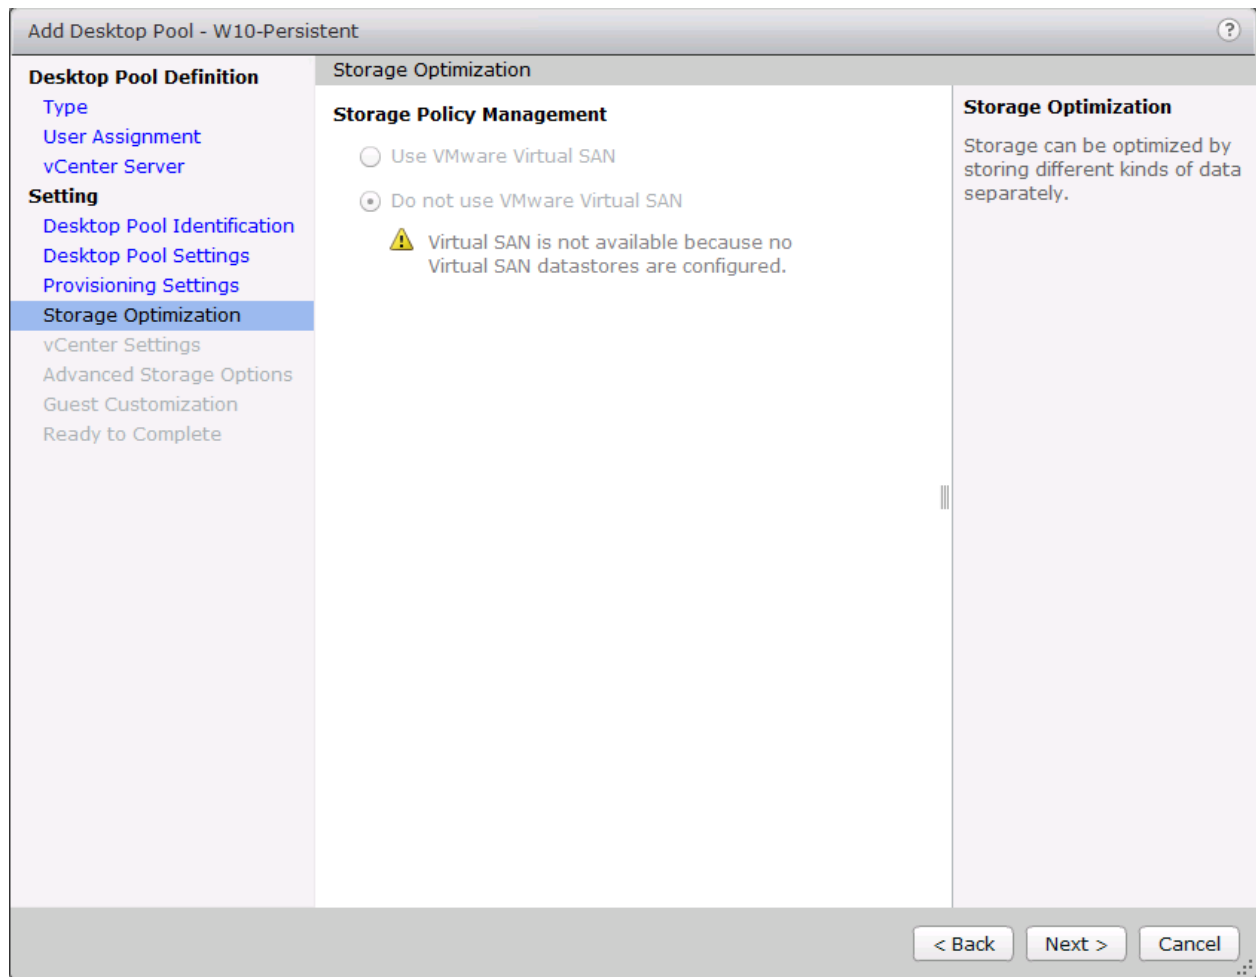 Add Desktop Pool - W10-Persistent
?
Desktop Pool Definition
Type
User Assignment
vCenter Server
Setting
Desktop Pool Identification
Desktop Pool Settings
Provisioning Settings
Storage Optimization
vCenter Settings
Advanced Storage Options
Guest Customization
Ready to Complete
Storage Optimization
Storage Policy Management
Use VMware Virtual SAN
Do not use VMware Virtual SAN
Virtual SAN is not available because no
Virtual SAN datastores are configured.
Storage Optimization
Storage can be optimized by
storing different kinds of data
separately.
< Back
Next >
Cancel